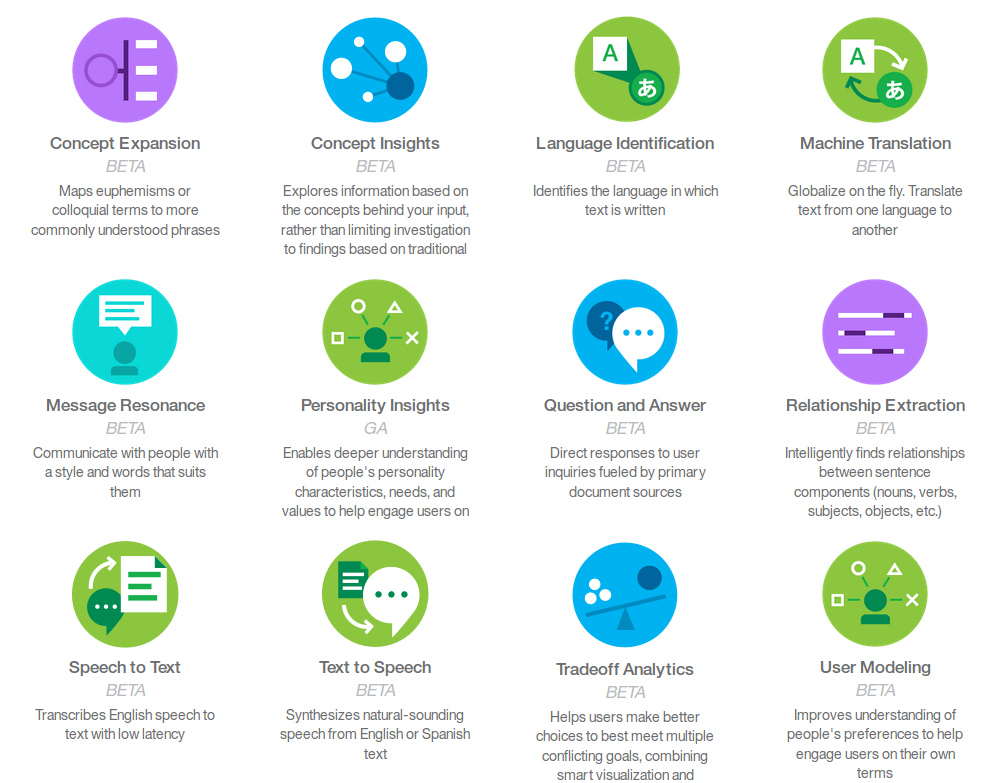 A
あ
A
あ
Concept Expansion
BETA
Maps euphemisms or
colloquial terms to more
commonly understood phrases
Concept Insights
BETA
Explores information based on
the concepts behind your input,
rather than limiting investigation
to findings based on traditional
Language Identification
BETA
Identifies the language in which
text is written
Machine Translation
BETA
Globalize on the fly. Translate
text from one language to
another
?
Message Resonance
BETA
Communicate with people with
a style and words that suits
them
Personality Insights
GA
Enables deeper understanding
of people's personality
characteristics, needs, and
values to help engage users on
Question and Answer
BETA
Direct responses to user
inquiries fueled by primary
document sources
Relationship Extraction
BETA
Intelligently finds relationships
between sentence
components (nouns, verbs,
subjects, objects, etc.)
Speech to Text
BETA
Transcribes English speech to
text with low latency
Text to Speech
BETA
Synthesizes natural-sounding
speech from English or Spanish
text
Tradeoff Analytics
BETA
Helps users make better
choices to best meet multiple
conflicting goals, combining
smart visualization and
User Modeling
BETA
Improves understanding of
people's preferences to help
engage users on their own
terms